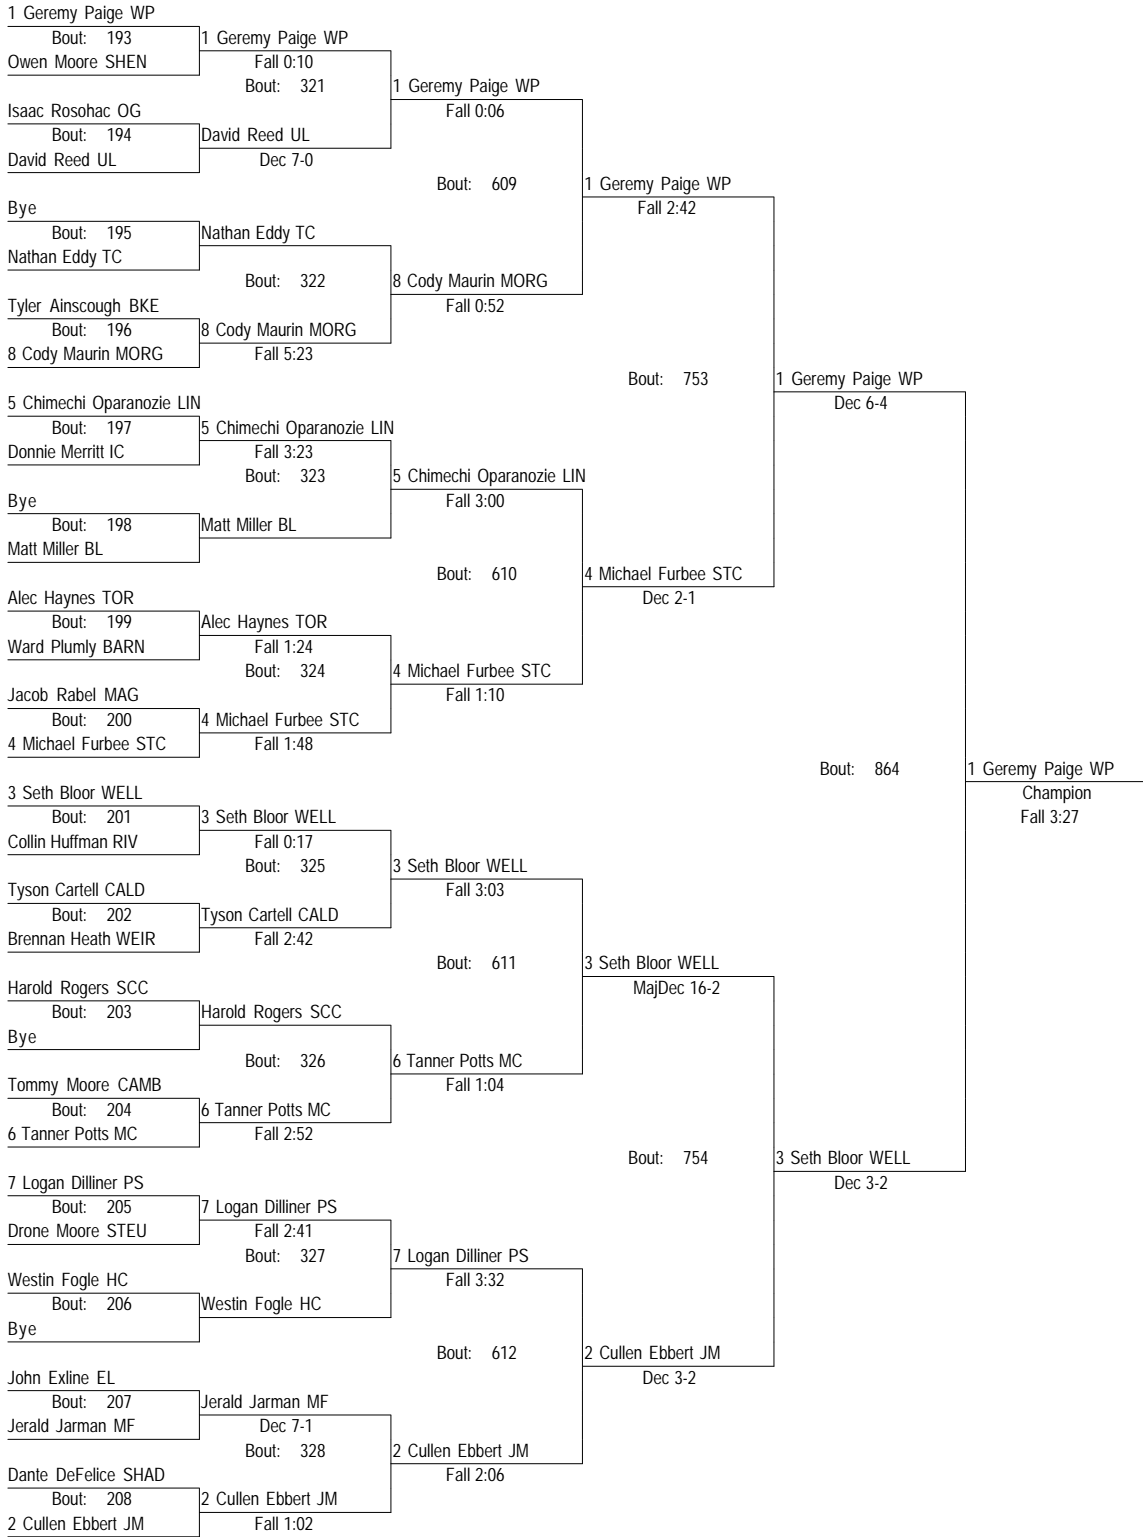 1 Geremy Paige WP
Bout: 193
Owen Moore SHEN
1 Geremy Paige WP
Fall 0:10
Bout: 321
Isaac Rosohac OG
Bout: 194
David Reed UL
David Reed UL
Dec 7-0
1 Geremy Paige WP
Fall 0:06
Bout: 609
Bye
Bout: 195
Nathan Eddy TC
Nathan Eddy TC
Bout: 322
Tyler Ainscough BKE
Bout: 196
8 Cody Maurin MORG
8 Cody Maurin MORG
Fall 5:23
8 Cody Maurin MORG
Fall 0:52
1 Geremy Paige WP
Fall 2:42
Bout: 753
5 Chimechi Oparanozie LIN
Bout: 197
Donnie Merritt IC
5 Chimechi Oparanozie LIN
Fall 3:23
Bout: 323
Bye
Bout: 198
Matt Miller BL
Matt Miller BL
5 Chimechi Oparanozie LIN
Fall 3:00
Bout: 610
Alec Haynes TOR
Bout: 199
Ward Plumly BARN
Alec Haynes TOR
Fall 1:24
Bout: 324
Jacob Rabel MAG
Bout: 200
4 Michael Furbee STC
4 Michael Furbee STC
Fall 1:48
4 Michael Furbee STC
Fall 1:10
4 Michael Furbee STC
Dec 2-1
1 Geremy Paige WP
Dec 6-4
Bout: 864
1 Geremy Paige WP
Champion
Fall 3:27
3 Seth Bloor WELL
Bout: 201
Collin Huffman RIV
3 Seth Bloor WELL
Fall 0:17
Bout: 325
Tyson Cartell CALD
Bout: 202
Brennan Heath WEIR
Tyson Cartell CALD
Fall 2:42
3 Seth Bloor WELL
Fall 3:03
Bout: 611
Harold Rogers SCC
Bout: 203
Bye
Harold Rogers SCC
Bout: 326
Tommy Moore CAMB
Bout: 204
6 Tanner Potts MC
6 Tanner Potts MC
Fall 2:52
6 Tanner Potts MC
Fall 1:04
3 Seth Bloor WELL
MajDec 16-2
Bout: 754
3 Seth Bloor WELL
Dec 3-2
7 Logan Dilliner PS
Bout: 205
Drone Moore STEU
7 Logan Dilliner PS
Fall 2:41
Bout: 327
Westin Fogle HC
Bout: 206
Bye
Westin Fogle HC
7 Logan Dilliner PS
Fall 3:32
Bout: 612
John Exline EL
Bout: 207
Jerald Jarman MF
Jerald Jarman MF
Dec 7-1
Bout: 328
Dante DeFelice SHAD
Bout: 208
2 Cullen Ebbert JM
2 Cullen Ebbert JM
Fall 1:02
2 Cullen Ebbert JM
Fall 2:06
2 Cullen Ebbert JM
Dec 3-2